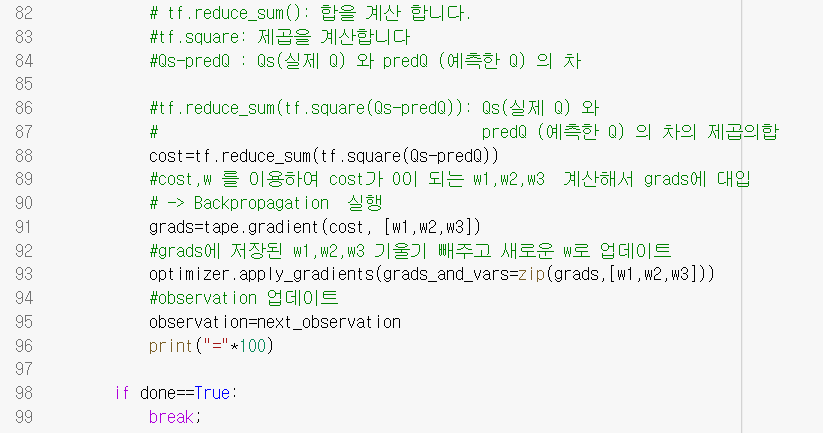 82 # tf.reduce_sum(): 합을 계산 합니다.
83 #tf.square: 제곱을 계산합니다
84 #Qs-predQ : Qs(실제 Q) 와 predQ (예측한 Q) 의 차
85
86 #tf.reduce_sum(tf.square(Qs-predQ)): Qs(실제 Q) 와
87 # predQ (예측한 Q) 의 차의 제곱의합
88 cost=tf.reduce_sum(tf.square(Qs-predQ))
89 #cost,w 를 이용하여 cost가 0이 되는 w1,w2,w3 계산해서 grads에 대입
90 # -> Backpropagation 실행
91 grads=tape.gradient(cost, [w1,w2,w3])
92 #grads에 저장된 w1,w2,w3 기울기 빼주고 새로운 w로 업데이트
93 optimizer.apply_gradients(grads_and_vars=zip(grads,[w1,w2,w3]))
94 #observation 업데이트
95 observation=next_observation
96 print("="*100)
97
98 if done==True:
99 break;